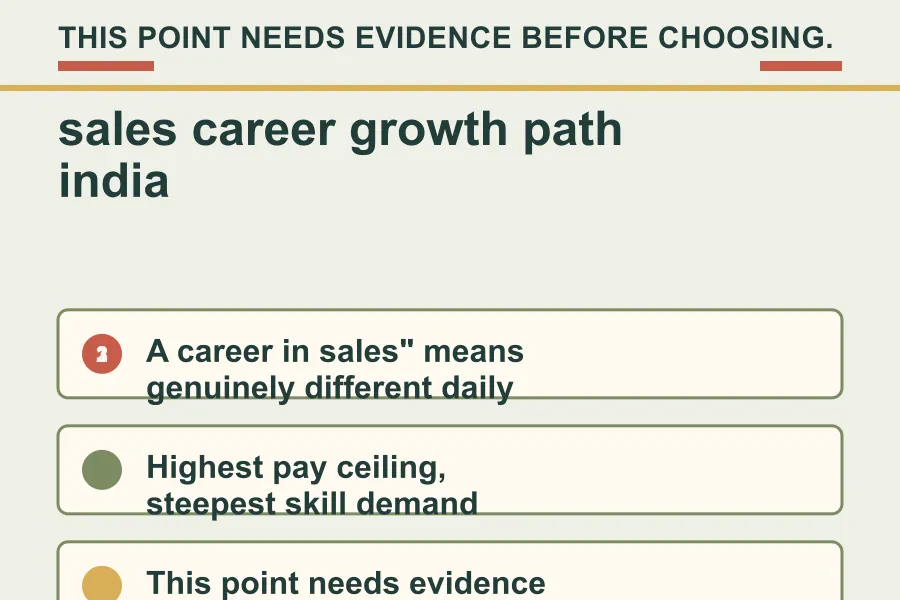 THIS POINT NEEDS EVIDENCE BEFORE CHOOSING.
sales career growth path
india
A career in sales" means
genuinely different daily
Highest pay ceiling,
steepest skill demand
This point needs evidence